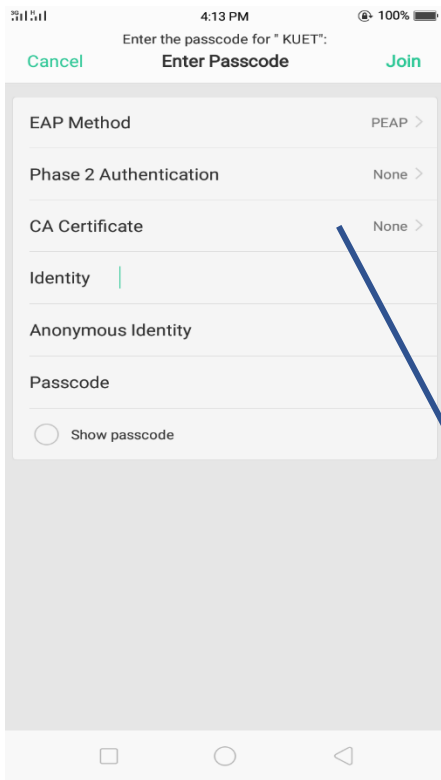 3G H 4:13 PM 100%
Enter the passcode for " KUET":
Cancel Enter Passcode Join
EAP Method PEAP
Phase 2 Authentication None
CA Certificate None
Identity
Anonymous Identity
Passcode
Show passcode